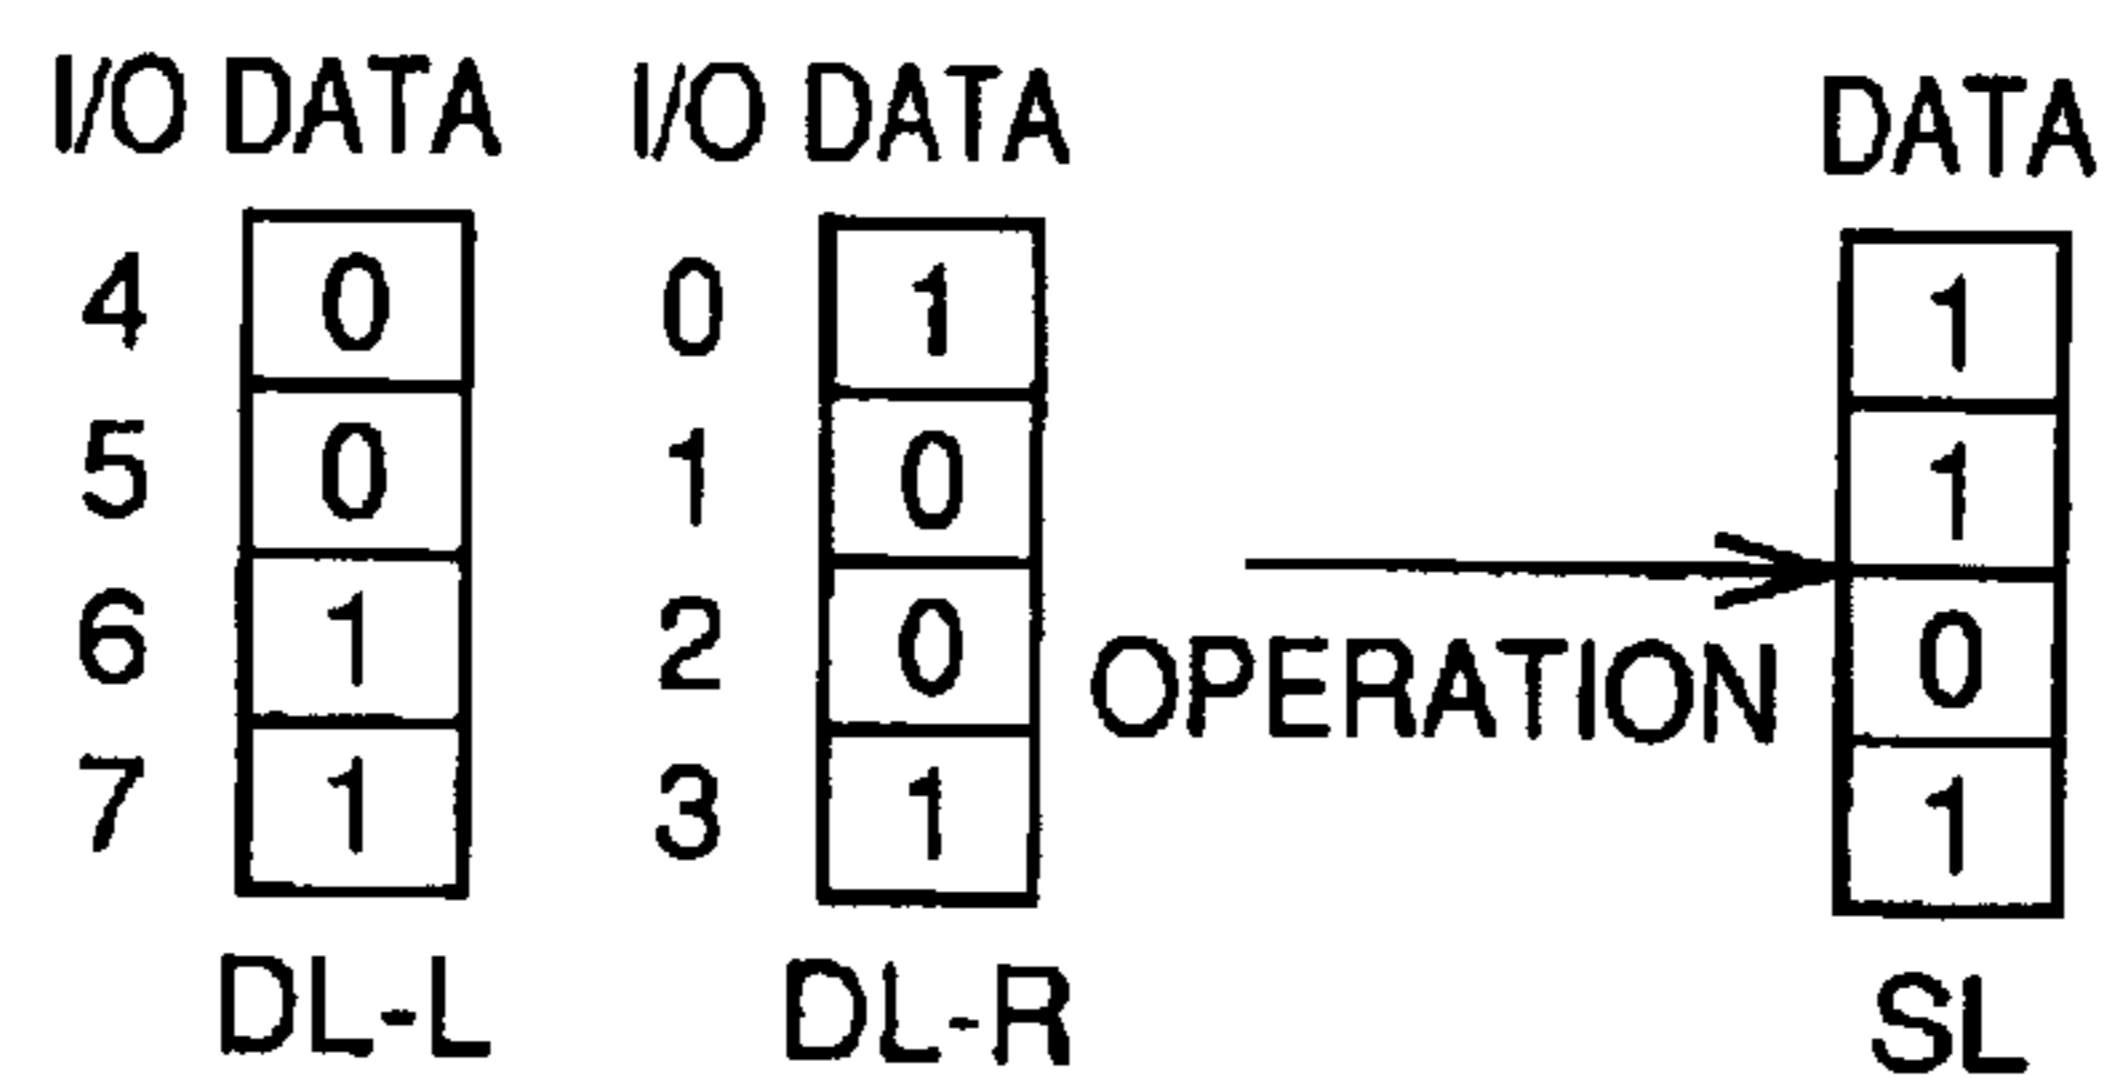 I/O DATA I/O DATA DATA
4 0 0 1 1
5 0 1 0 1
6 1 2 0 0
OPERATION
7 1 3 1 1
DL-L DL-R SL